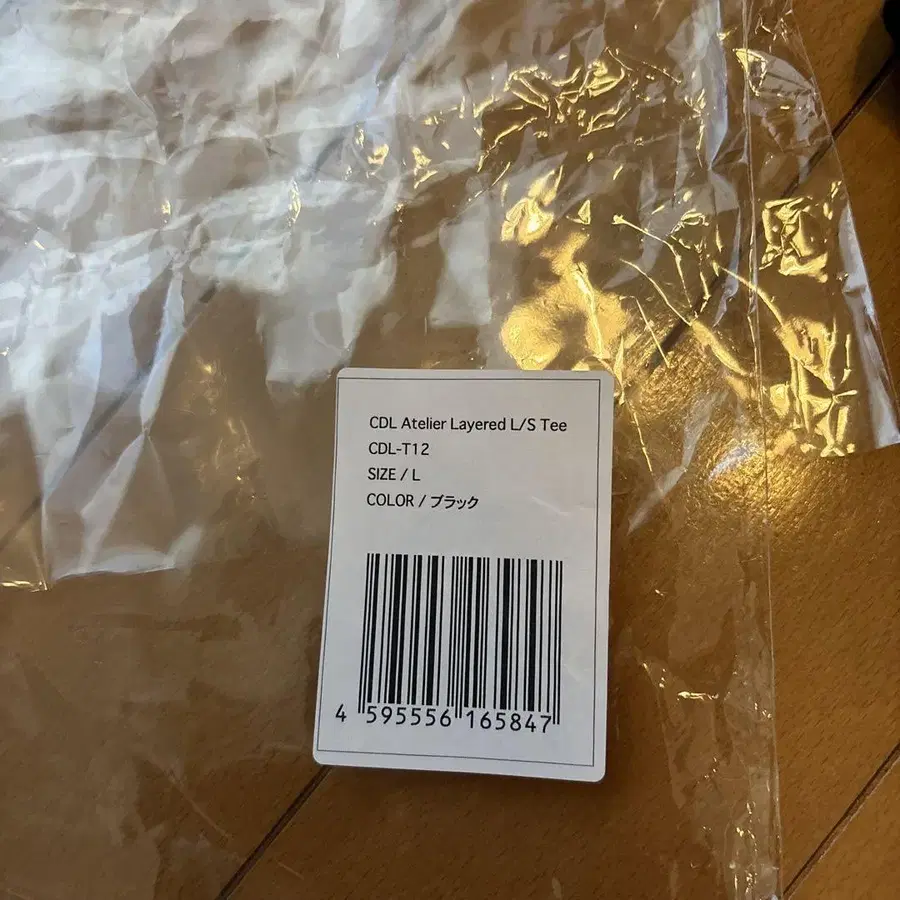 CDL Atelier Layered L/S Tee
CDL-T12
SIZE / L
COLOR / ブラック
4 595556 165847